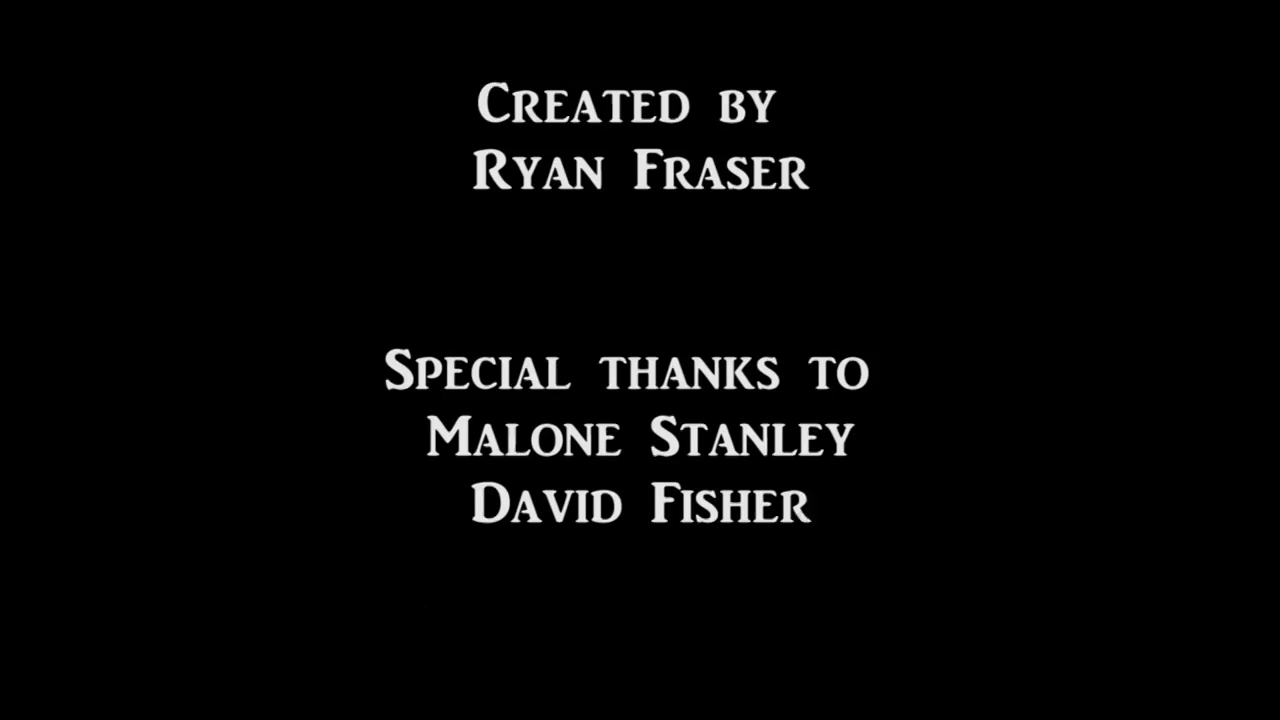 Created by
Ryan Fraser
Special thanks to
Malone Stanley
David Fisher